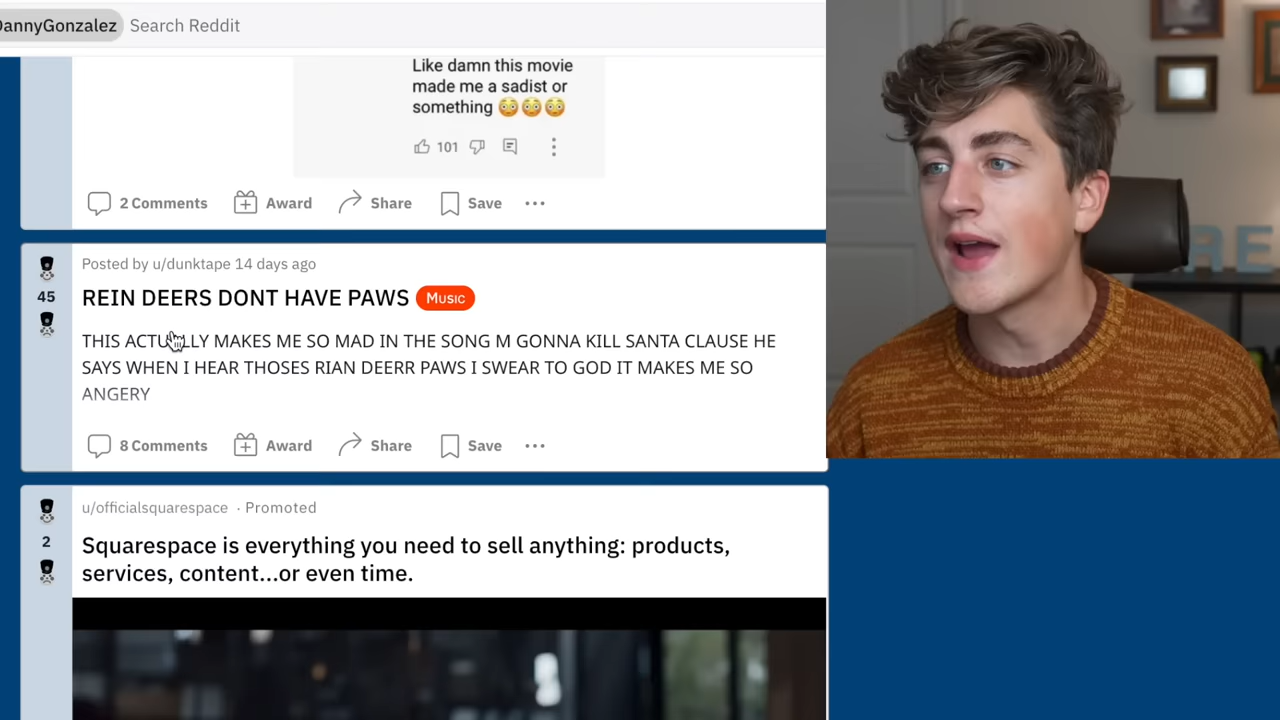 DannyGonzalez Search Reddit
Like damn this movie
made me a sadist or
something 😳😳😳
101
2 Comments Award Share Save
Posted by u/dunktape 14 days ago
45
REIN DEERS DONT HAVE PAWS Music
THIS ACTUALLY MAKES ME SO MAD IN THE SONG M GONNA KILL SANTA CLAUSE HE
SAYS WHEN I HEAR THOSES RIAN DEERR PAWS I SWEAR TO GOD IT MAKES ME SO
ANGERY
8 Comments Award Share Save
u/officialsquarespace · Promoted
2
Squarespace is everything you need to sell anything: products,
services, content...or even time.
RE